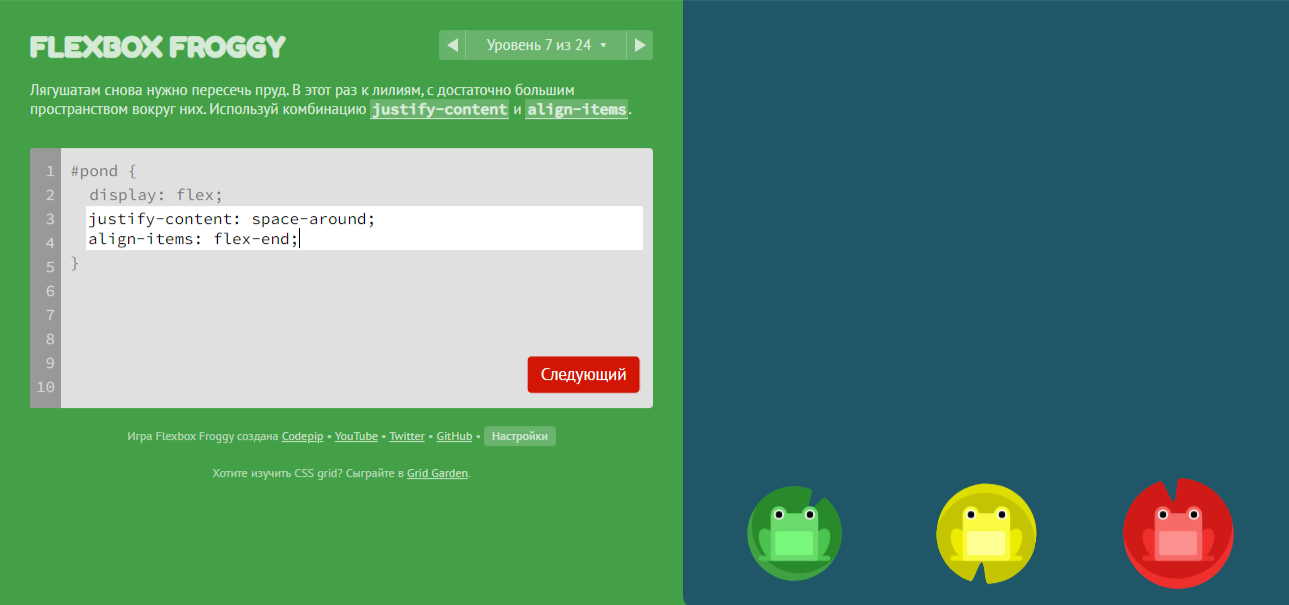 FLEXBOX FROGGY
◀ Уровень 7 из 24 ▾ ▶
Лягушатам снова нужно пересечь пруд. В этот раз к лилиям, с достаточно большим
пространством вокруг них. Используй комбинацию justify-content и align-items.
1 #pond {
2 display: flex;
3 justify-content: space-around;
4 align-items: flex-end;
5 }
6
7
8
9
10
Следующий
Игра Flexbox Froggy создана Codepip • YouTube • Twitter • GitHub • Настройки
Хотите изучить CSS grid? Сыграйте в Grid Garden.